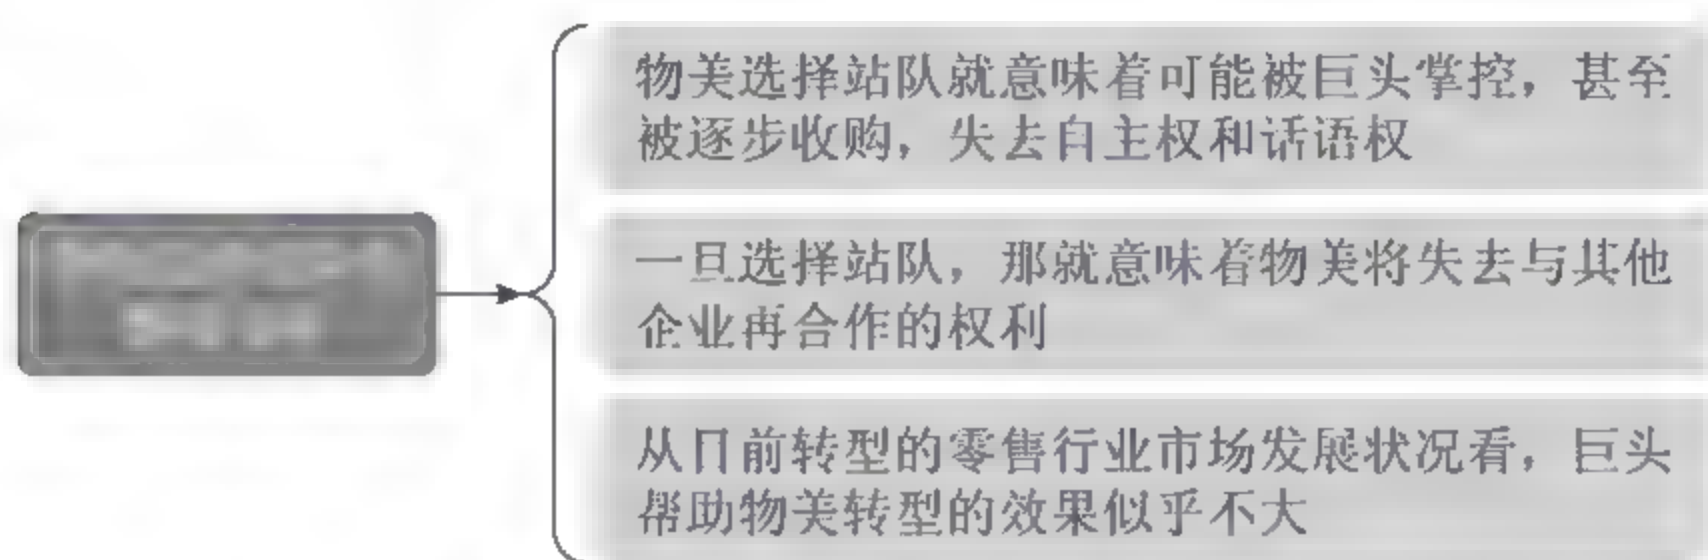 物美选择站队就意味着可能被巨头掌控，甚至
被逐步收购，失去自主权和话语权
一旦选择站队，那就意味着物美将失去与其他
企业再合作的权利
从目前转型的零售行业市场发展状况看，巨头
帮助物美转型的效果似乎不大